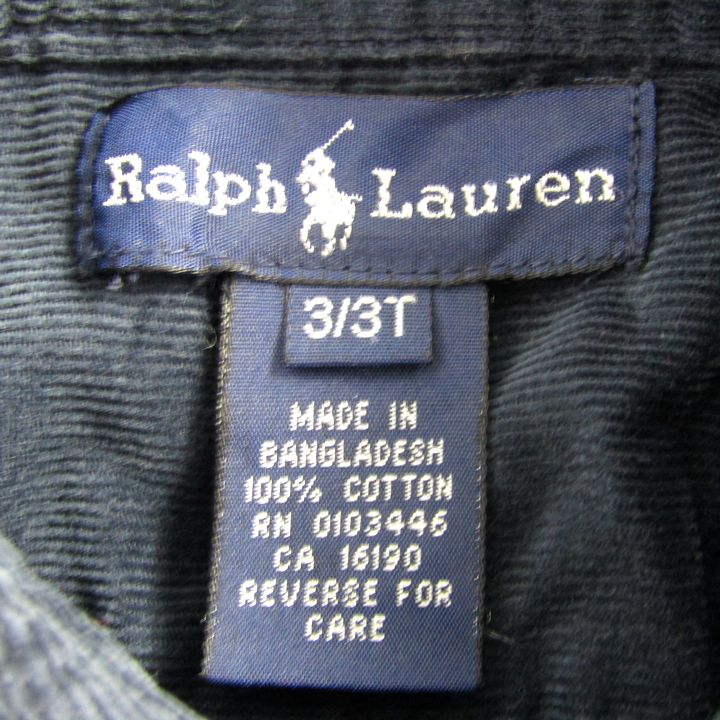 Ralph Lauren
3/3T
MADE IN
BANGLADESH
100% COTTON
RN 0103446
CA 16190
REVERSE FOR
CARE